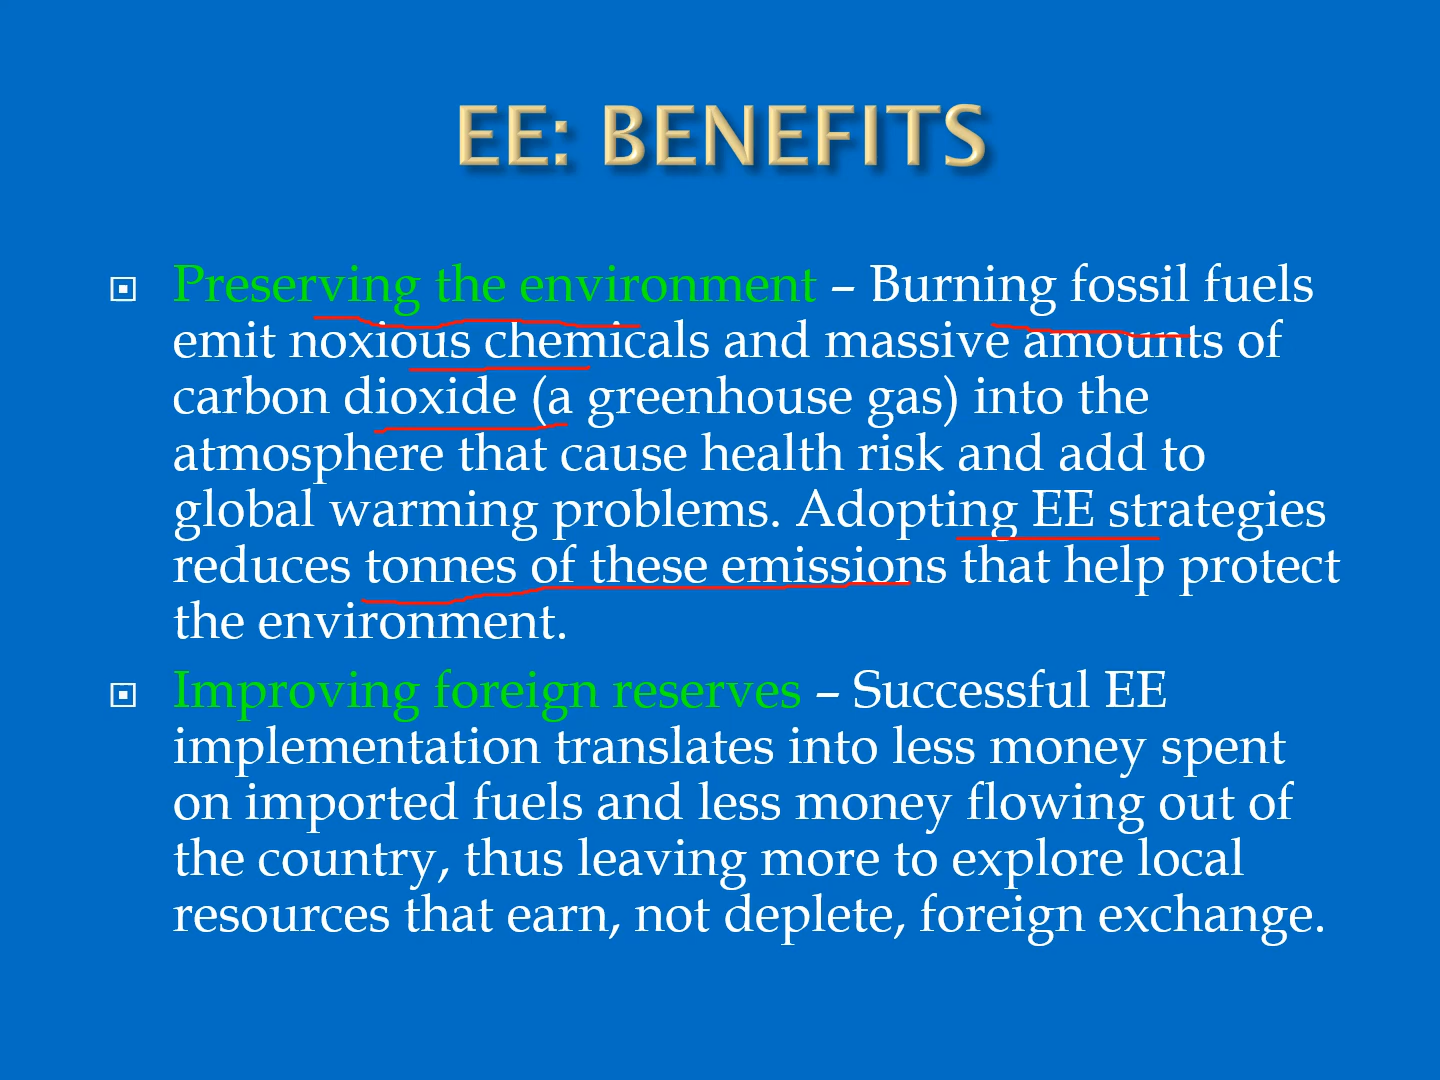 EE: BENEFITS
Preserving the environment – Burning fossil fuels
emit noxious chemicals and massive amounts of
carbon dioxide (a greenhouse gas) into the
atmosphere that cause health risk and add to
global warming problems. Adopting EE strategies
reduces tonnes of these emissions that help protect
the environment.
Improving foreign reserves – Successful EE
implementation translates into less money spent
on imported fuels and less money flowing out of
the country, thus leaving more to explore local
resources that earn, not deplete, foreign exchange.